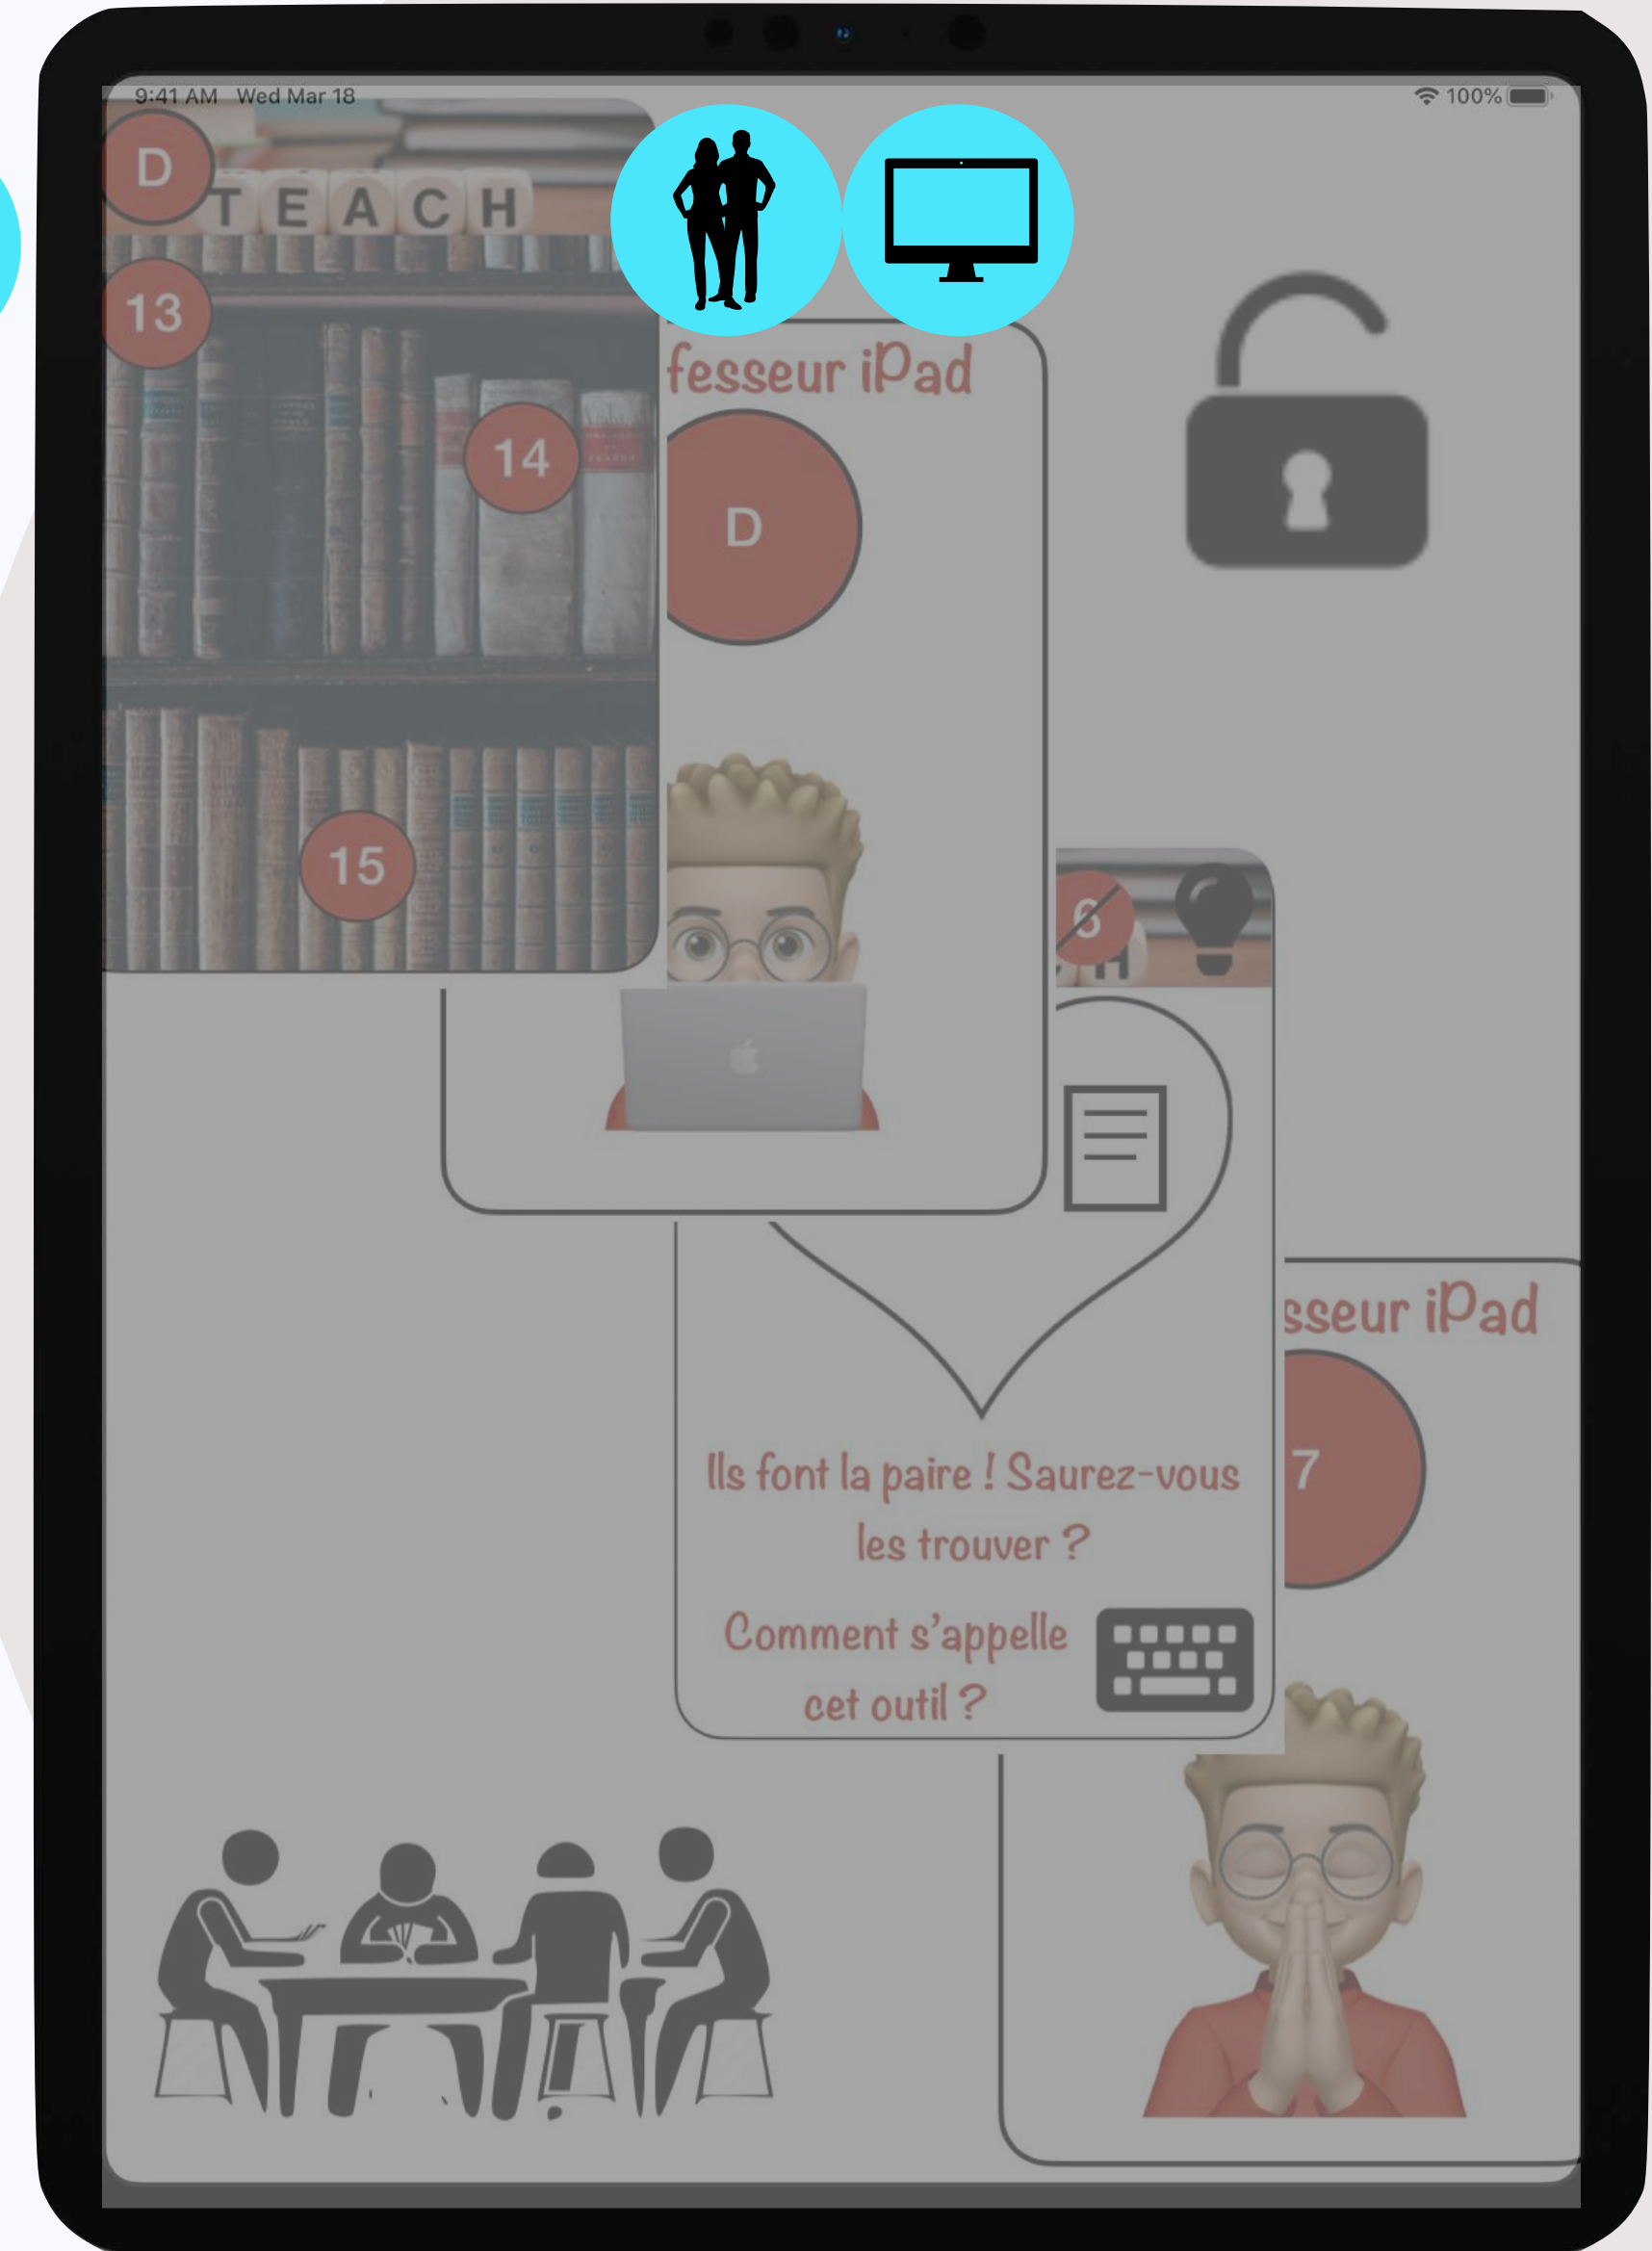 9:41 AM Wed Mar 18
100%
D
TEACH
13
14
15
fesseur iPad
D
6
H
sseur iPad
7
Ils font la paire ! Saurez-vous
les trouver ?
Comment s'appelle
cet outil ?